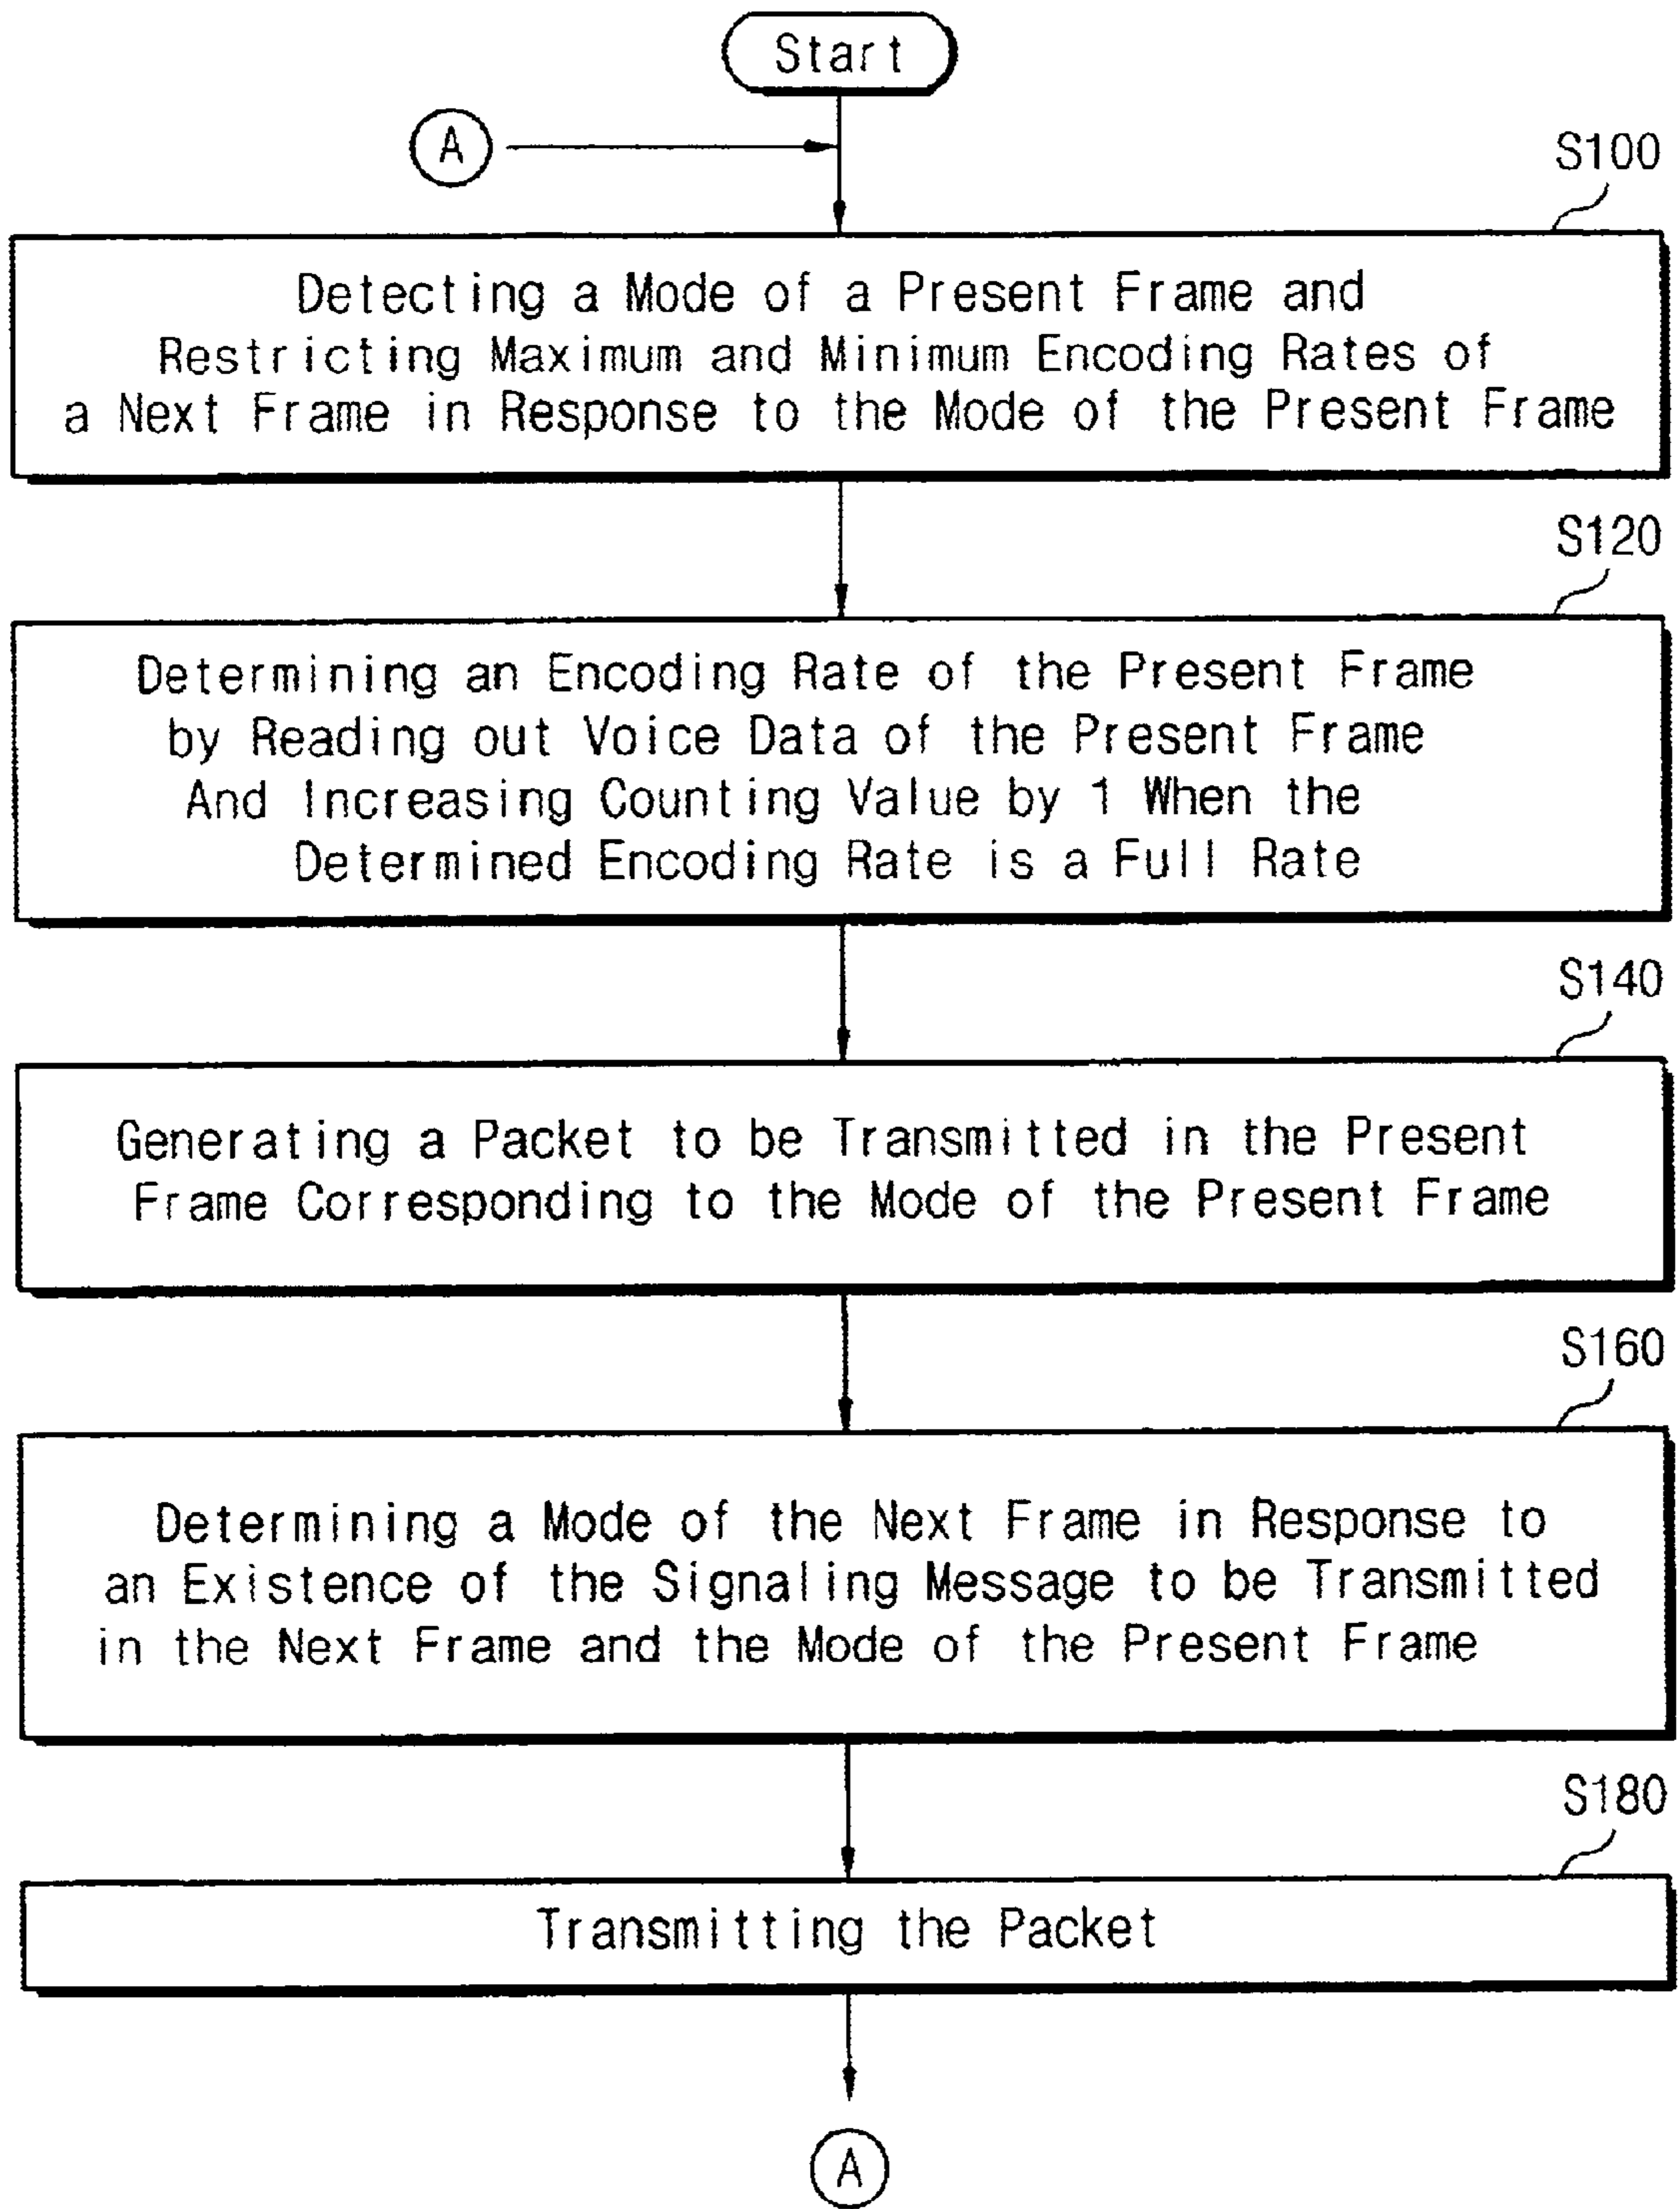 Start
A
S100
Detecting a Mode of a Present Frame and
Restricting Maximum and Minimum Encoding Rates of
a Next Frame in Response to the Mode of the Present Frame
S120
Determining an Encoding Rate of the Present Frame
by Reading out Voice Data of the Present Frame
And Increasing Counting Value by 1 When the
Determined Encoding Rate is a Full Rate
S140
Generating a Packet to be Transmitted in the Present
Frame Corresponding to the Mode of the Present Frame
S160
Determining a Mode of the Next Frame in Response to
an Existence of the Signaling Message to be Transmitted
in the Next Frame and the Mode of the Present Frame
S180
Transmitting the Packet
A